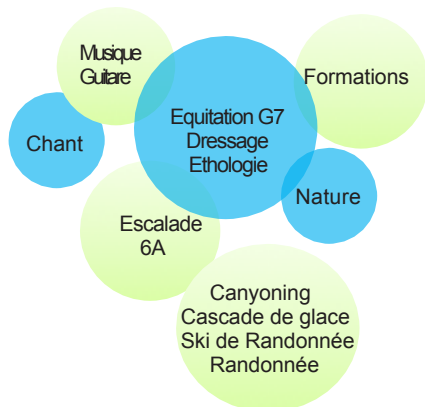 Musique
Guitare
Formations
Equitation G7
Dressage
Ethologie
Chant
Nature
Escalade
6A
Canyoning
Cascade de glace
Ski de Randonnée
Randonnée